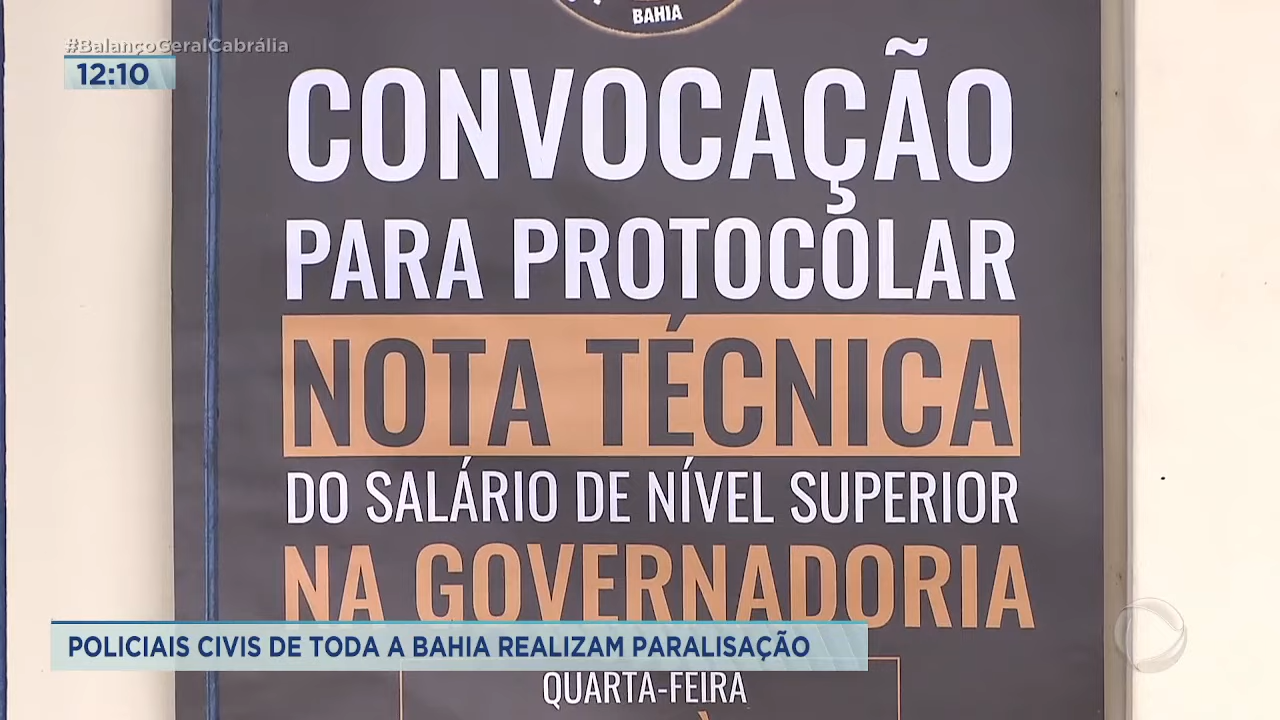 #BalançoGeralCabrália
12:10
BAHIA
CONVOCAÇÃO
PARA PROTOCOLAR
NOTA TÉCNICA
DO SALÁRIO DE NÍVEL SUPERIOR
NA GOVERNADORIA
POLICIAIS CIVIS DE TODA A BAHIA REALIZAM PARALISAÇÃO
QUARTA-FEIRA